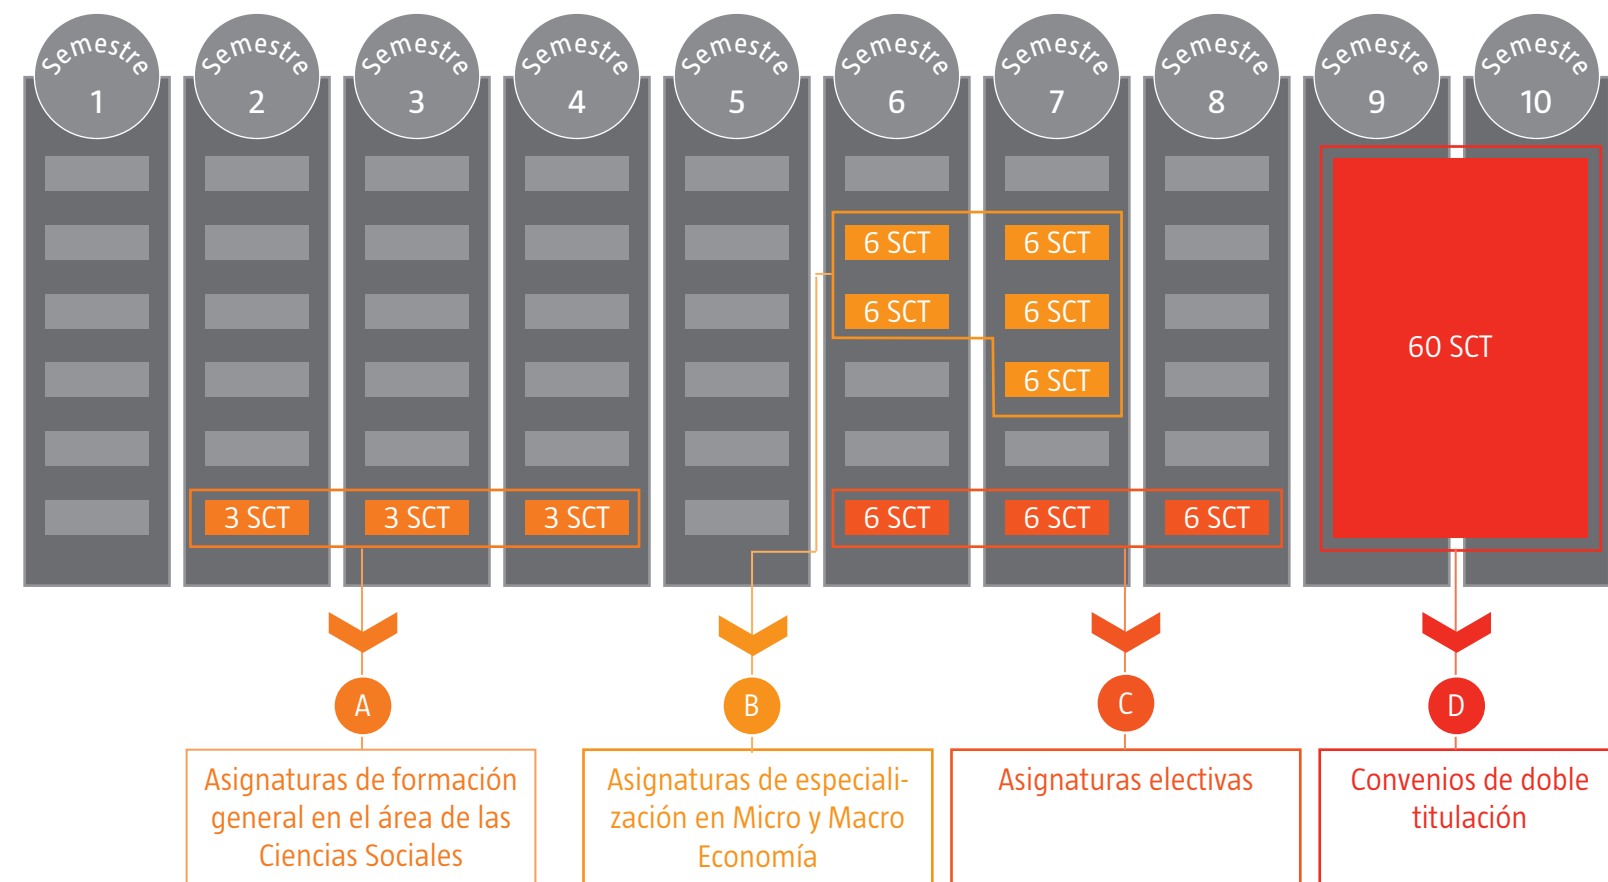 Semestre
1
Semestre
2
Semestre
3
Semestre
4
Semestre
5
Semestre
6
Semestre
7
Semestre
8
Semestre
9
Semestre
10
6 SCT
6 SCT
6 SCT
6 SCT
60 SCT
6 SCT
3 SCT
3 SCT
3 SCT
6 SCT
6 SCT
6 SCT
A
Asignaturas de formación
general en el área de las
Ciencias Sociales
B
Asignaturas de especiali-
zación en Micro y Macro
Economía
C
Asignaturas electivas
D
Convenios de doble
titulación